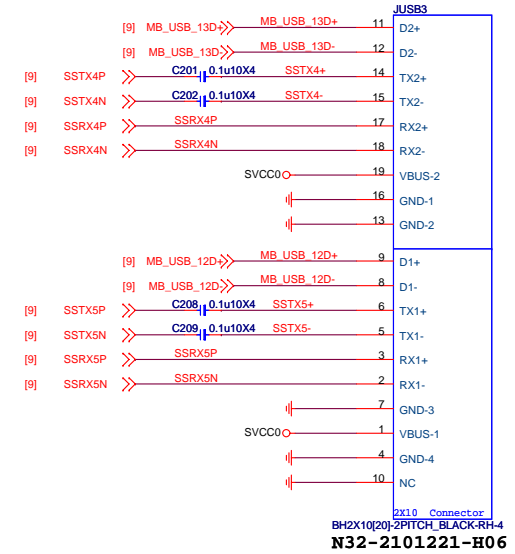 JUSB3
[9] MB_USB_13D+ MB_USB_13D+ 11 D2+
[9] MB_USB_13D- MB_USB_13D- 12 D2-
[9] SSTX4P C201 0.1u10X4 SSTX4+ 14 TX2+
[9] SSTX4N C202 0.1u10X4 SSTX4- 15 TX2-
[9] SSRX4P SSRX4P 17 RX2+
[9] SSRX4N SSRX4N 18 RX2-
SVCC0 19 VBUS-2
16 GND-1
13 GND-2
[9] MB_USB_12D+ MB_USB_12D+ 9 D1+
[9] MB_USB_12D- MB_USB_12D- 8 D1-
[9] SSTX5P C208 0.1u10X4 SSTX5+ 6 TX1+
[9] SSTX5N C209 0.1u10X4 SSTX5- 5 TX1-
[9] SSRX5P SSRX5P 3 RX1+
[9] SSRX5N SSRX5N 2 RX1-
7 GND-3
SVCC0 1 VBUS-1
4 GND-4
10 NC
2X10 Connector
BH2X10[20]-2PITCH_BLACK-RH-4
N32-2101221-H06